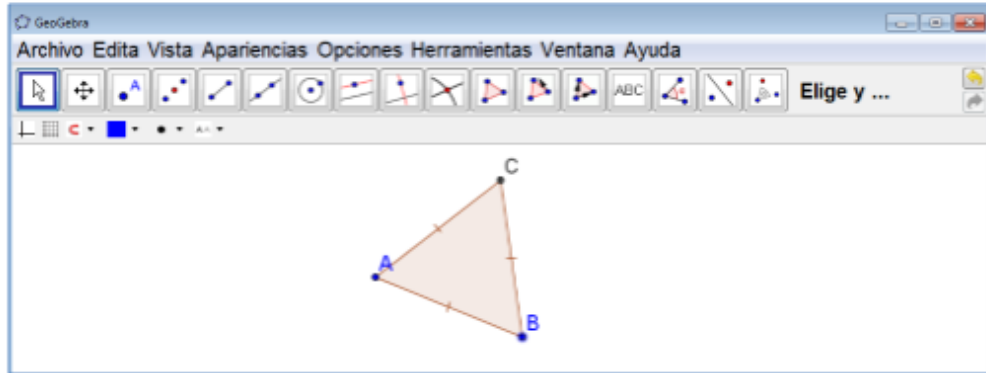 GeoGebra
Archivo Edita Vista Apariencias Opciones Herramientas Ventana Ayuda
A ABC Elige y ...
C
A
B